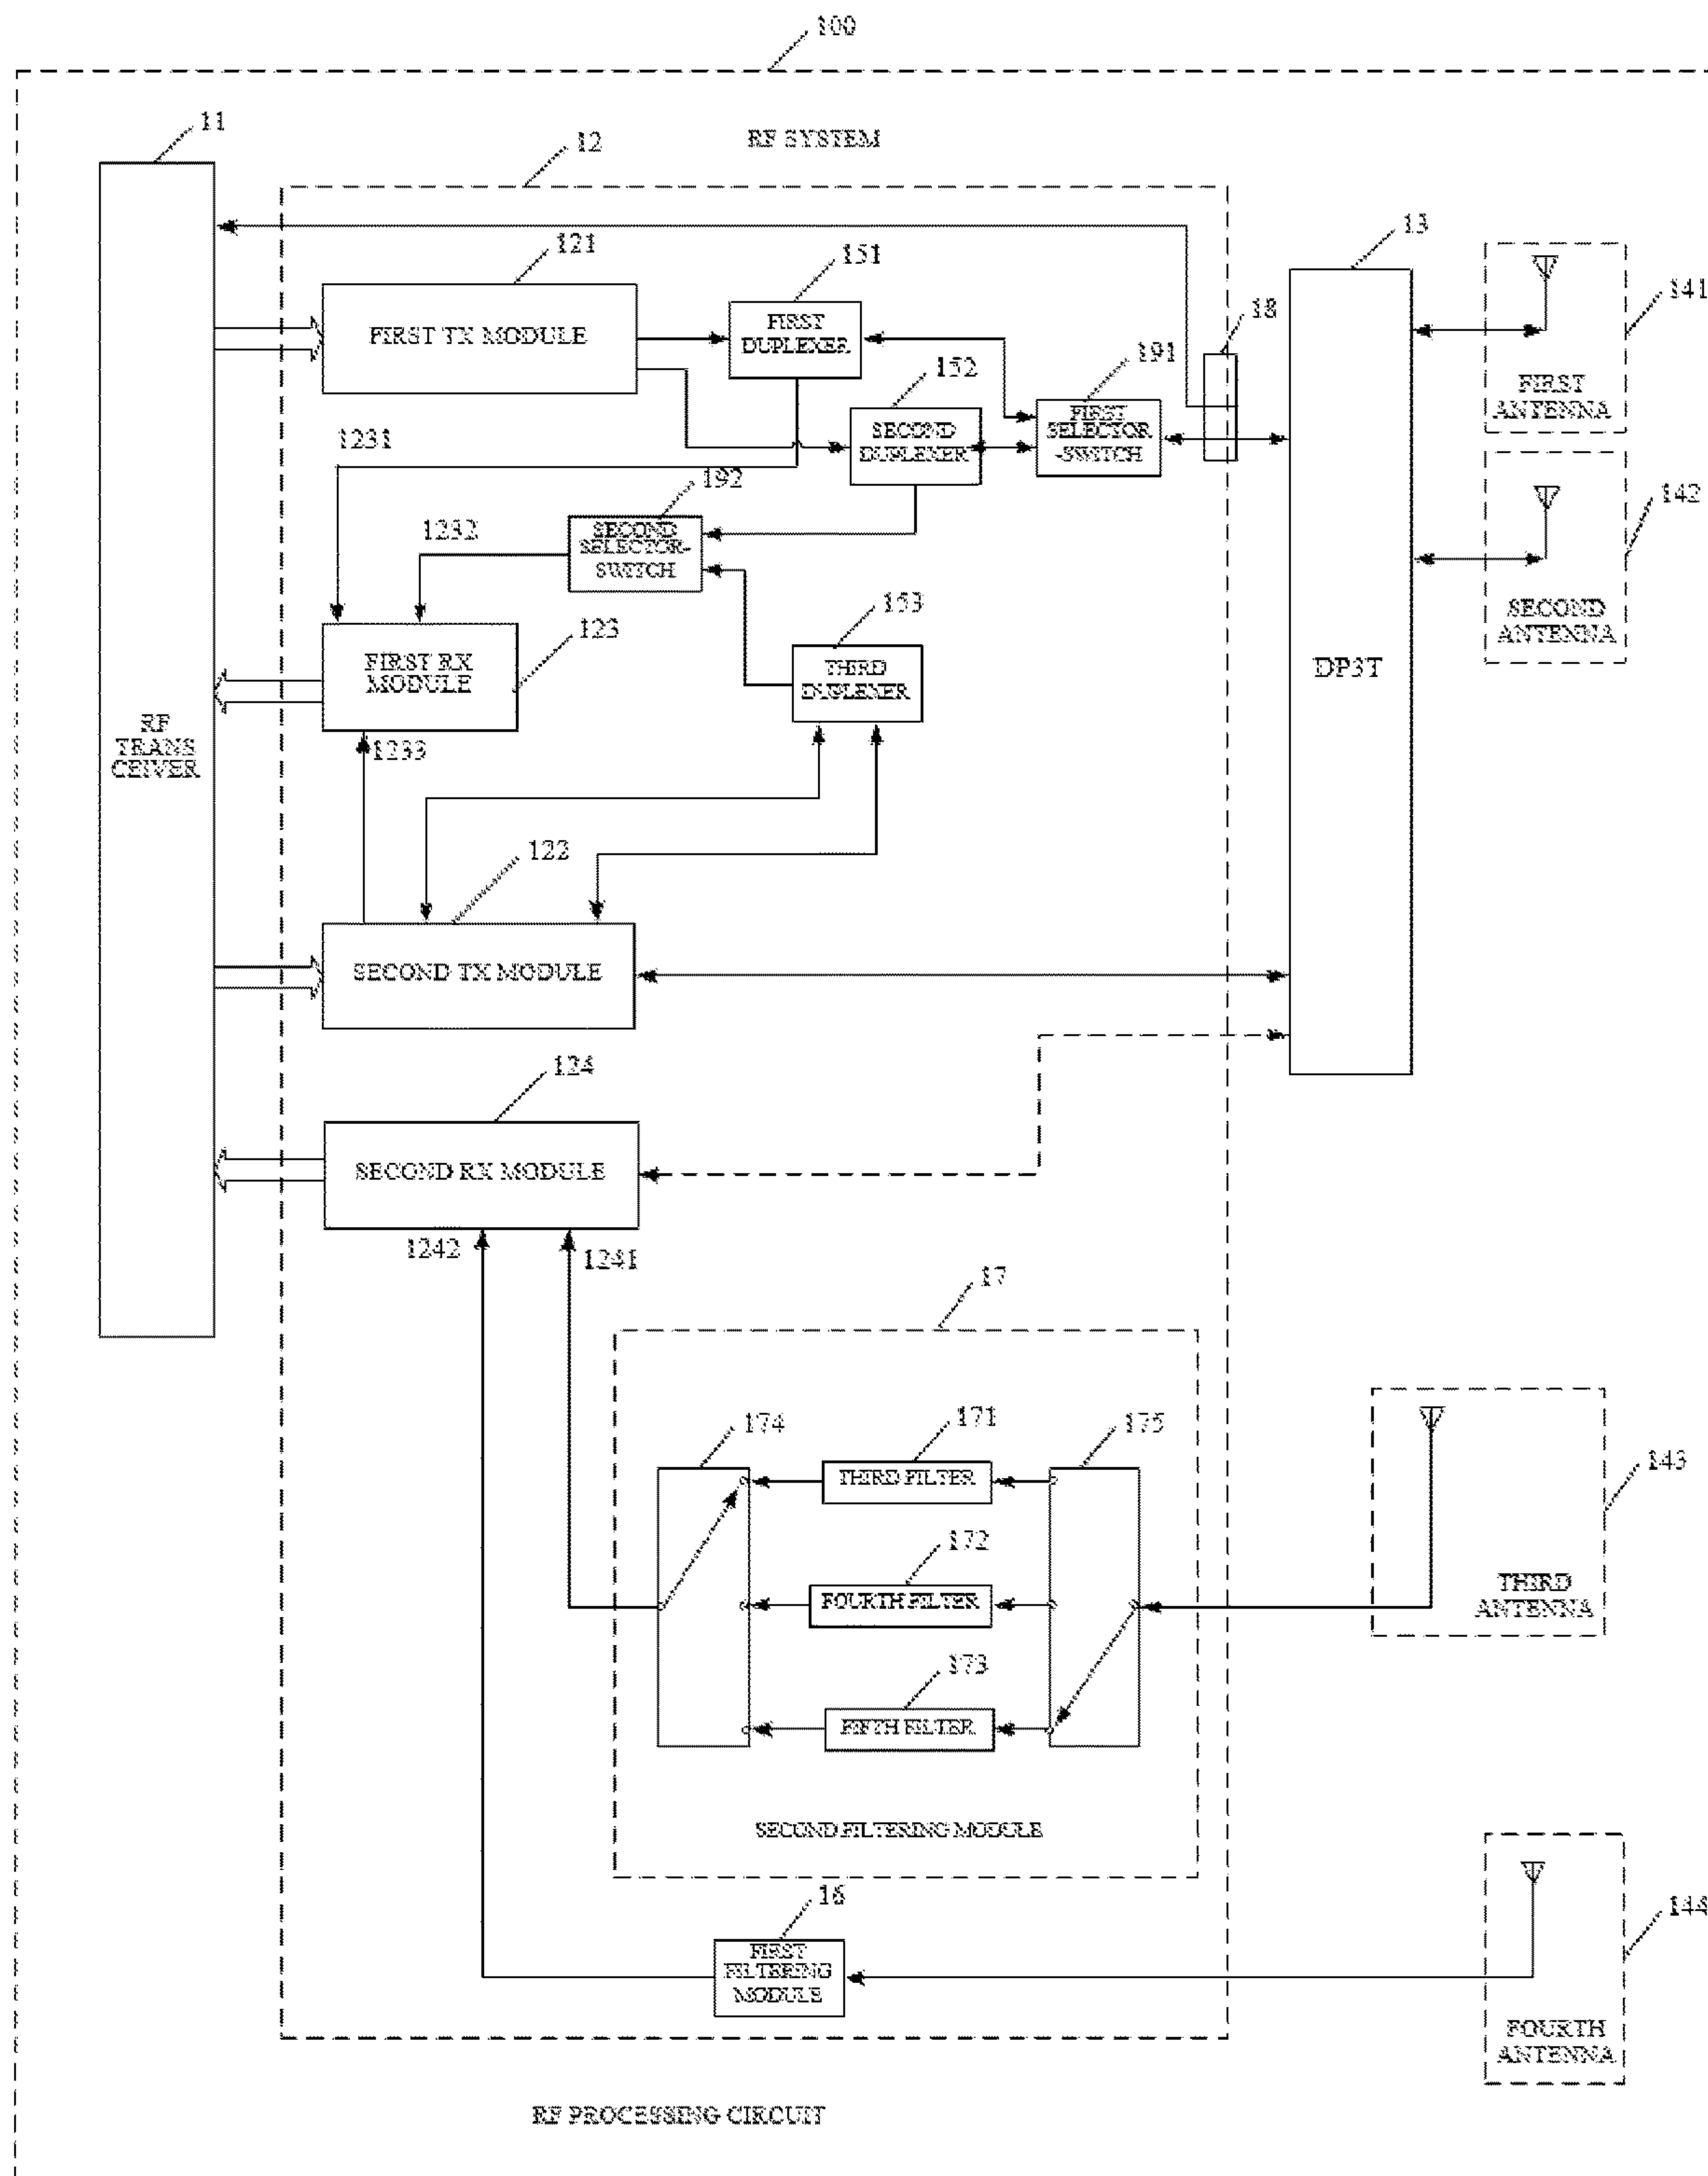 100
RF SYSTEM
11
12
121
151
13
141
18
FIRST TX MODULE
FIRST
DUPLEXER
152
191
FIRST
ANTENNA
1231
SECOND
DUPLEXER
FIRST
SELECTOR
-SWITCH
192
142
1232
SECOND
SELECTOR-
SWITCH
153
SECOND
ANTENNA
123
FIRST RX
MODULE
THIRD
DUPLEXER
DP3T
RF
TRANS
CEIVER
1233
122
SECOND TX MODULE
124
SECOND RX MODULE
1242
1241
17
174
171
175
THIRD FILTER
143
172
FOURTH FILTER
THIRD
ANTENNA
173
FIFTH FILTER
SECOND FILTERING MODULE
16
144
FIRST
FILTERING
MODULE
FOURTH
ANTENNA
RF PROCESSING CIRCUIT